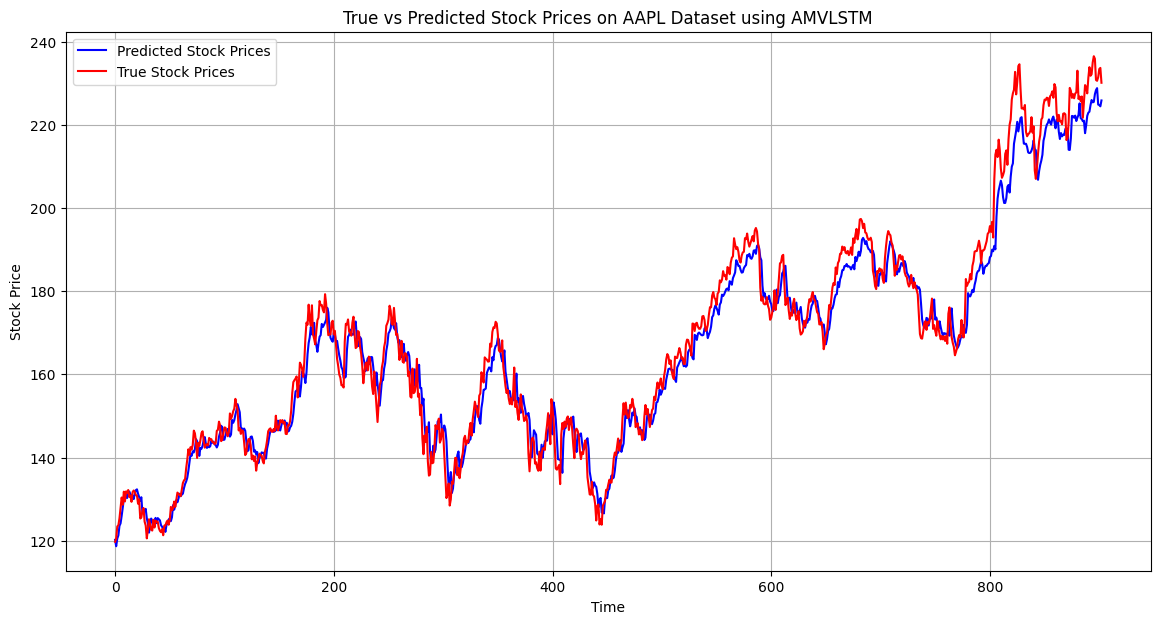 True vs Predicted Stock Prices on AAPL Dataset using AMVLSTM
Predicted Stock Prices
True Stock Prices
240
220
200
180
160
140
120
Stock Price
0
200
400
600
800
Time